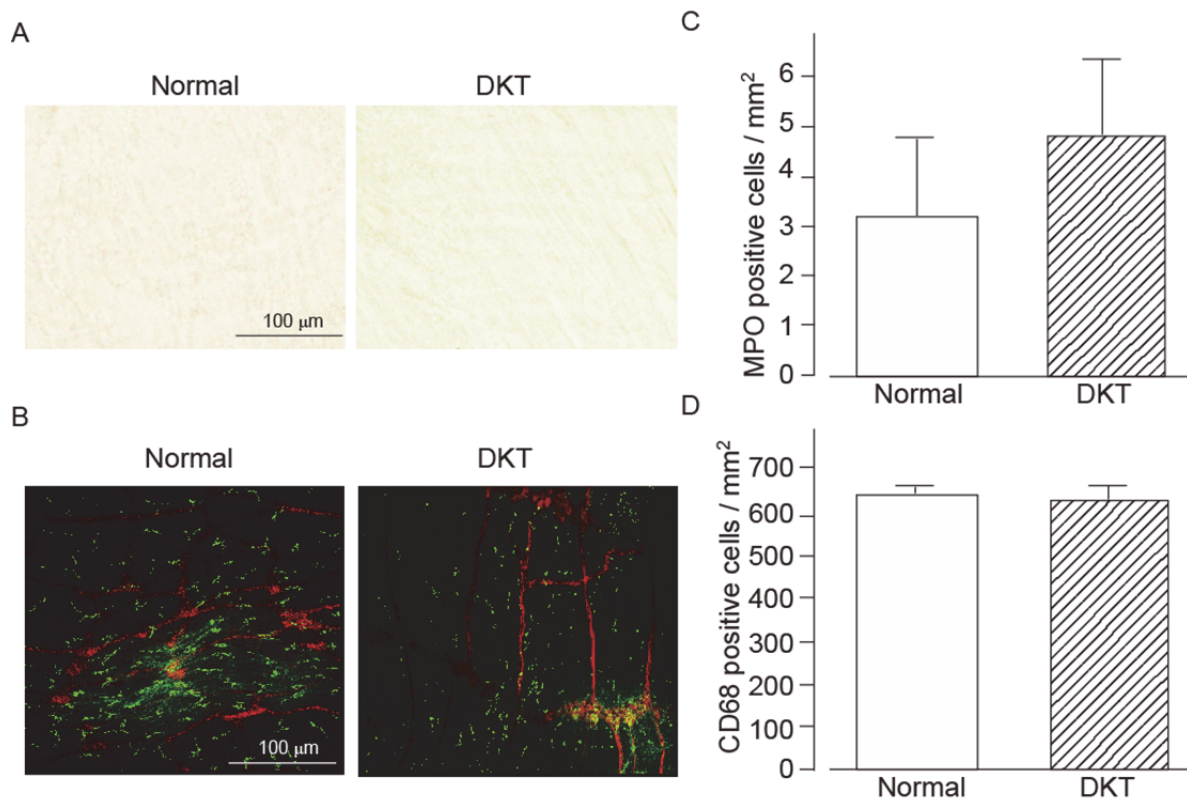 A
Normal DKT
100 μm
B
Normal DKT
100 μm
C
MPO positive cells / mm²
6
5
4
3
2
1
0
Normal DKT
D
CD68 positive cells / mm²
700
600
500
400
300
200
100
0
Normal DKT